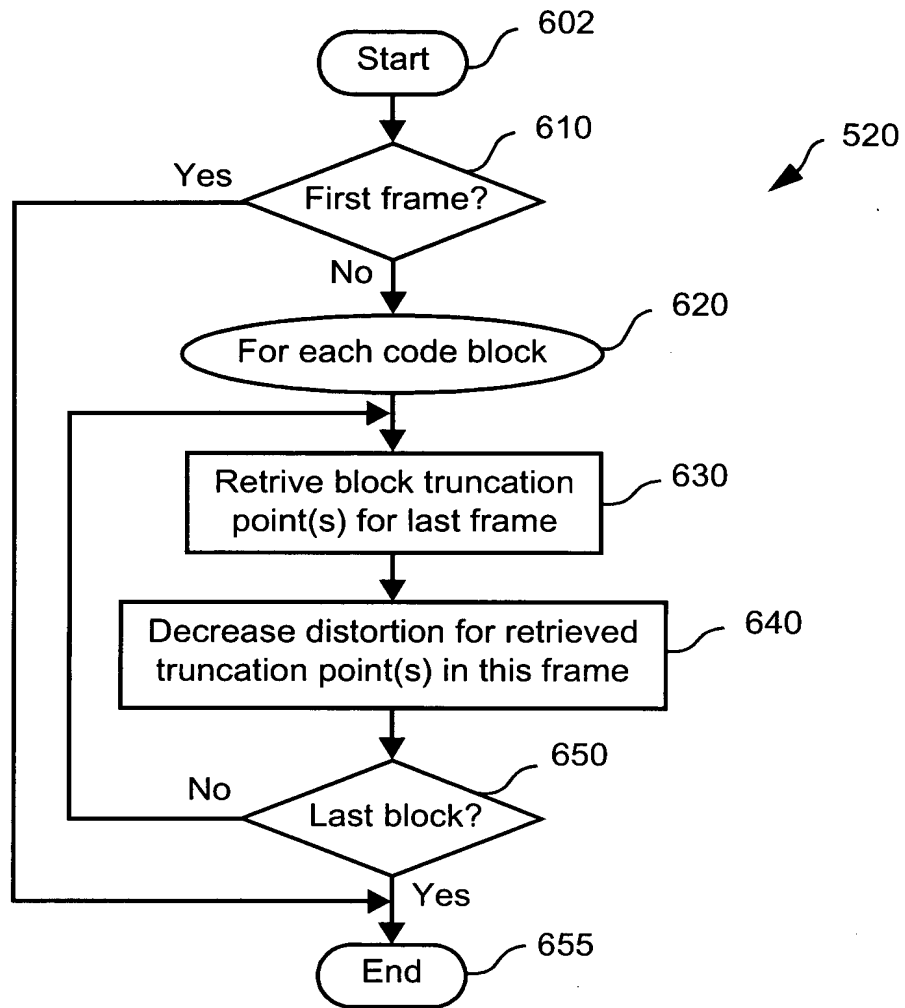 Start
602
610
520
Yes
First frame?
No
620
For each code block
Retrive block truncation
point(s) for last frame
630
Decrease distortion for retrieved
truncation point(s) in this frame
640
650
No
Last block?
Yes
End
655